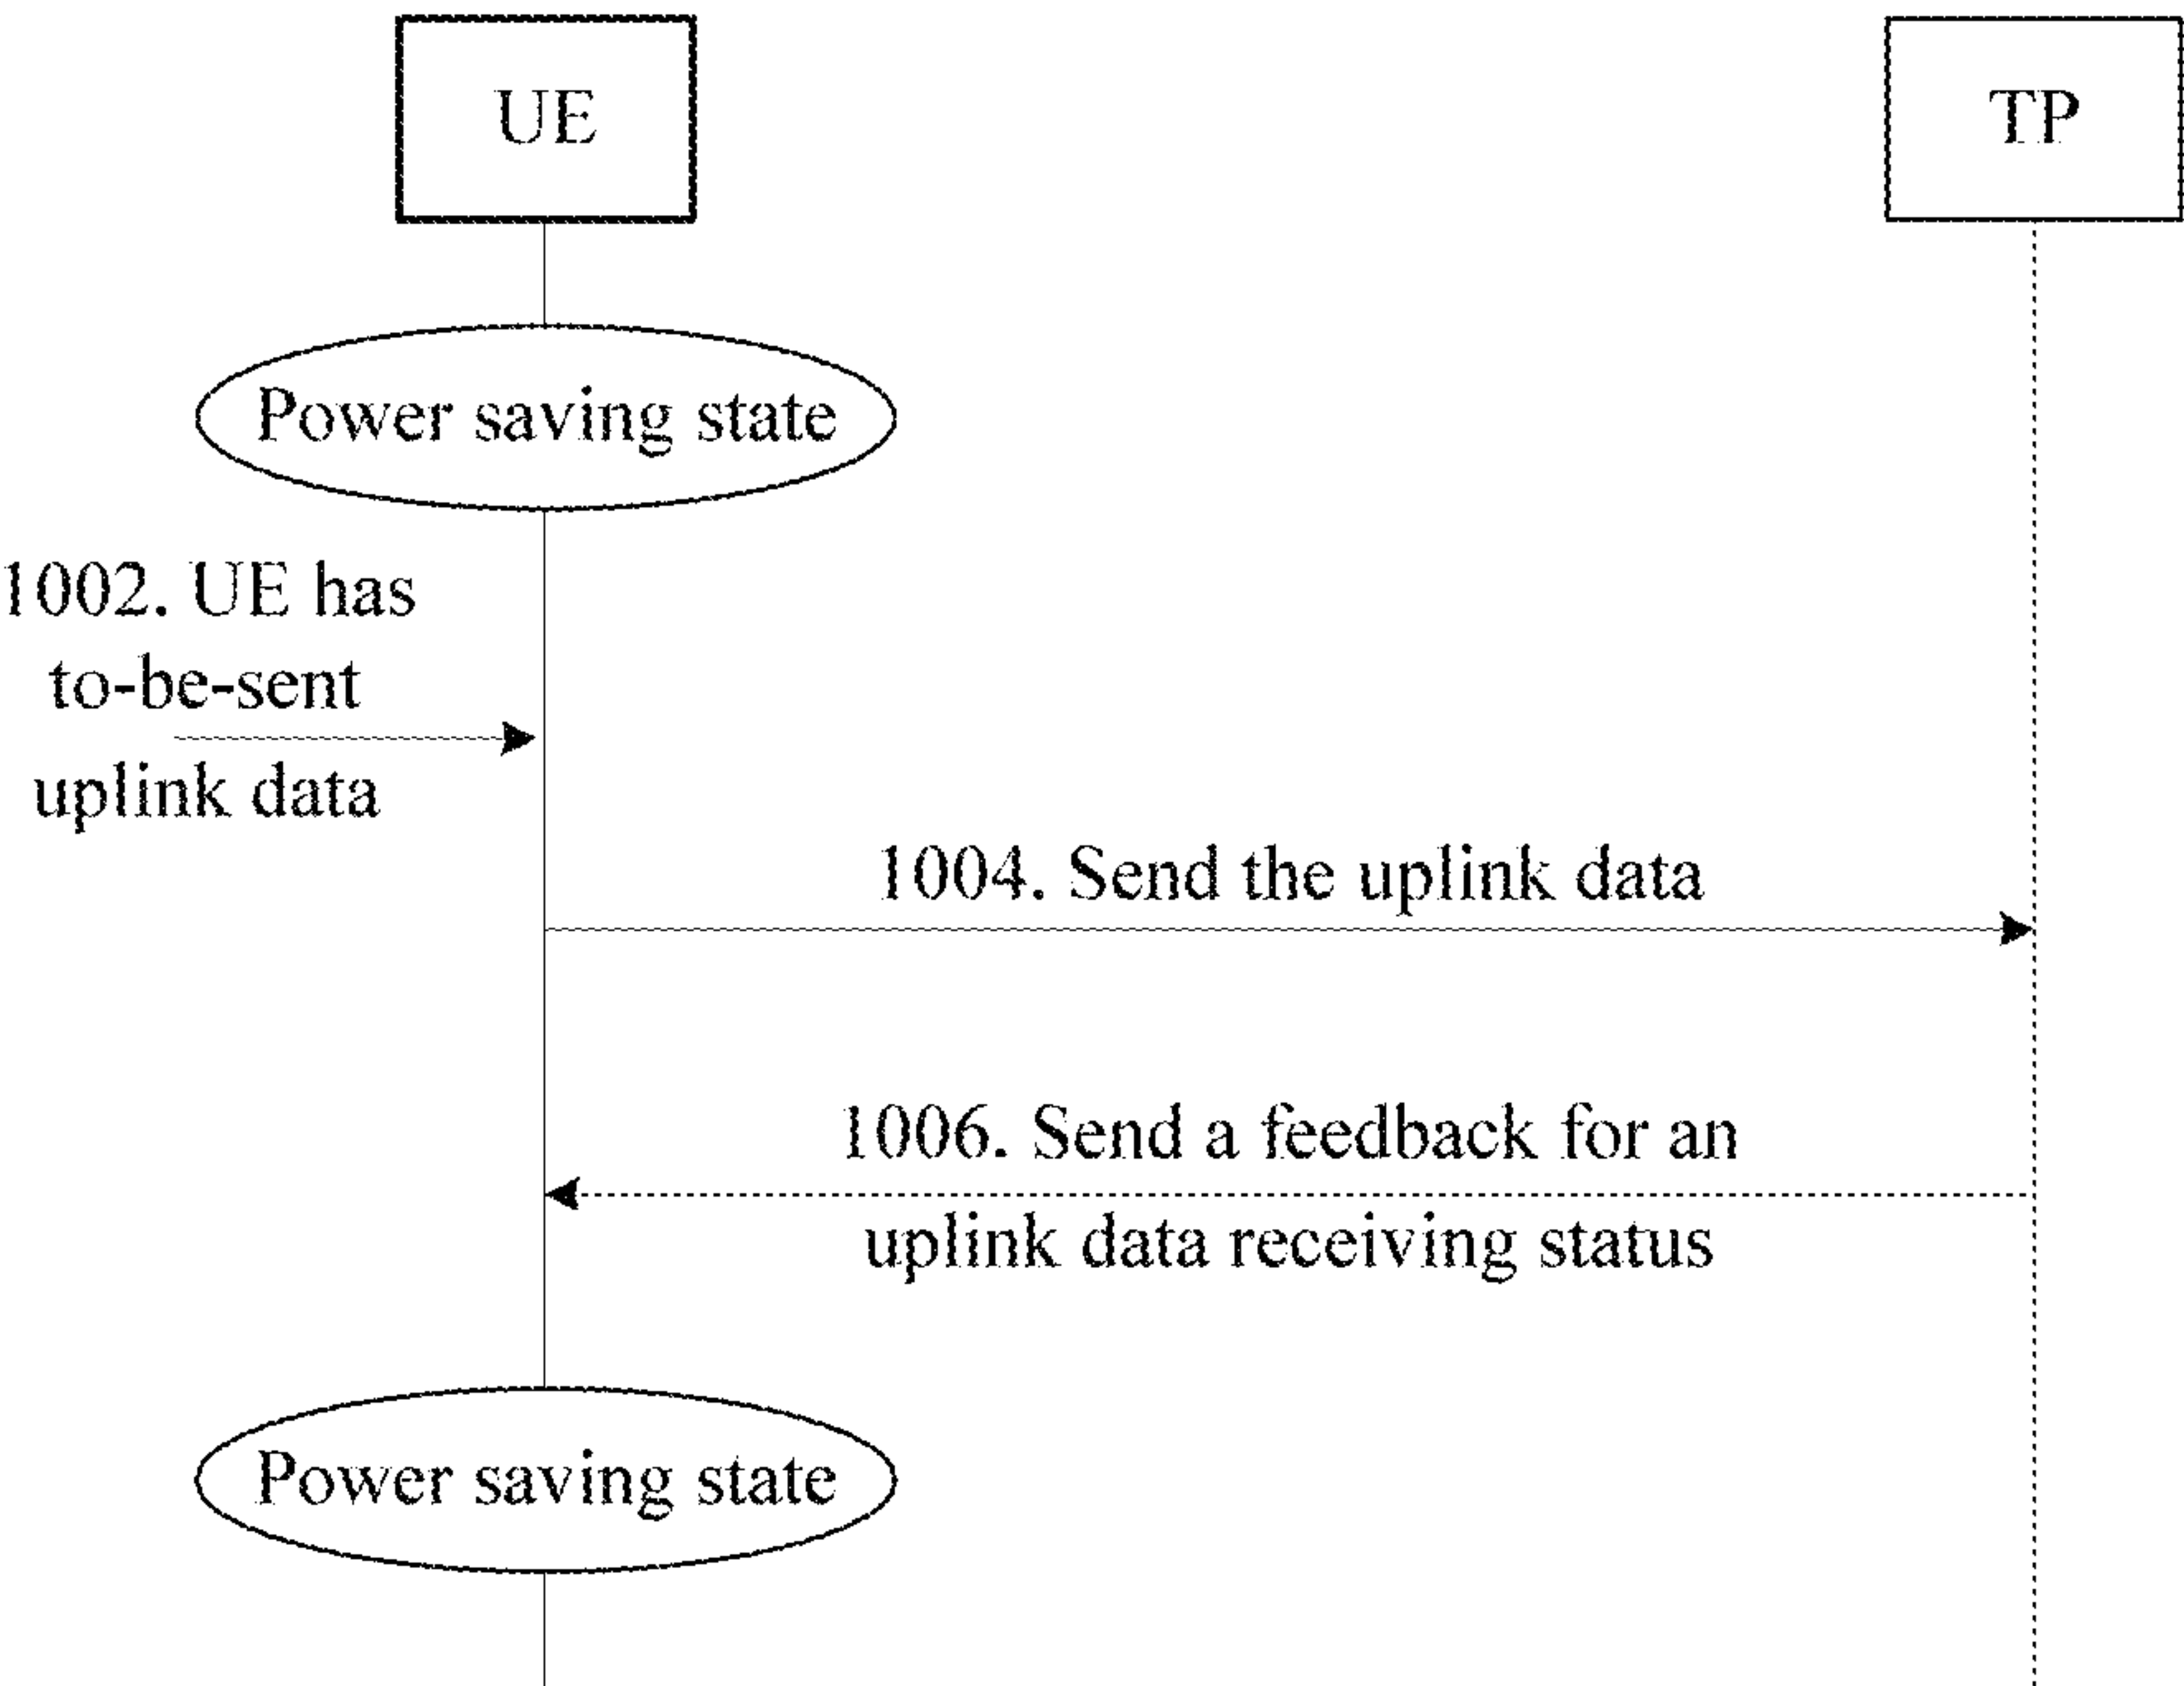 UE
TP
Power saving state
1002. UE has
to-be-sent
uplink data
1004. Send the uplink data
1006. Send a feedback for an
uplink data receiving status
Power saving state